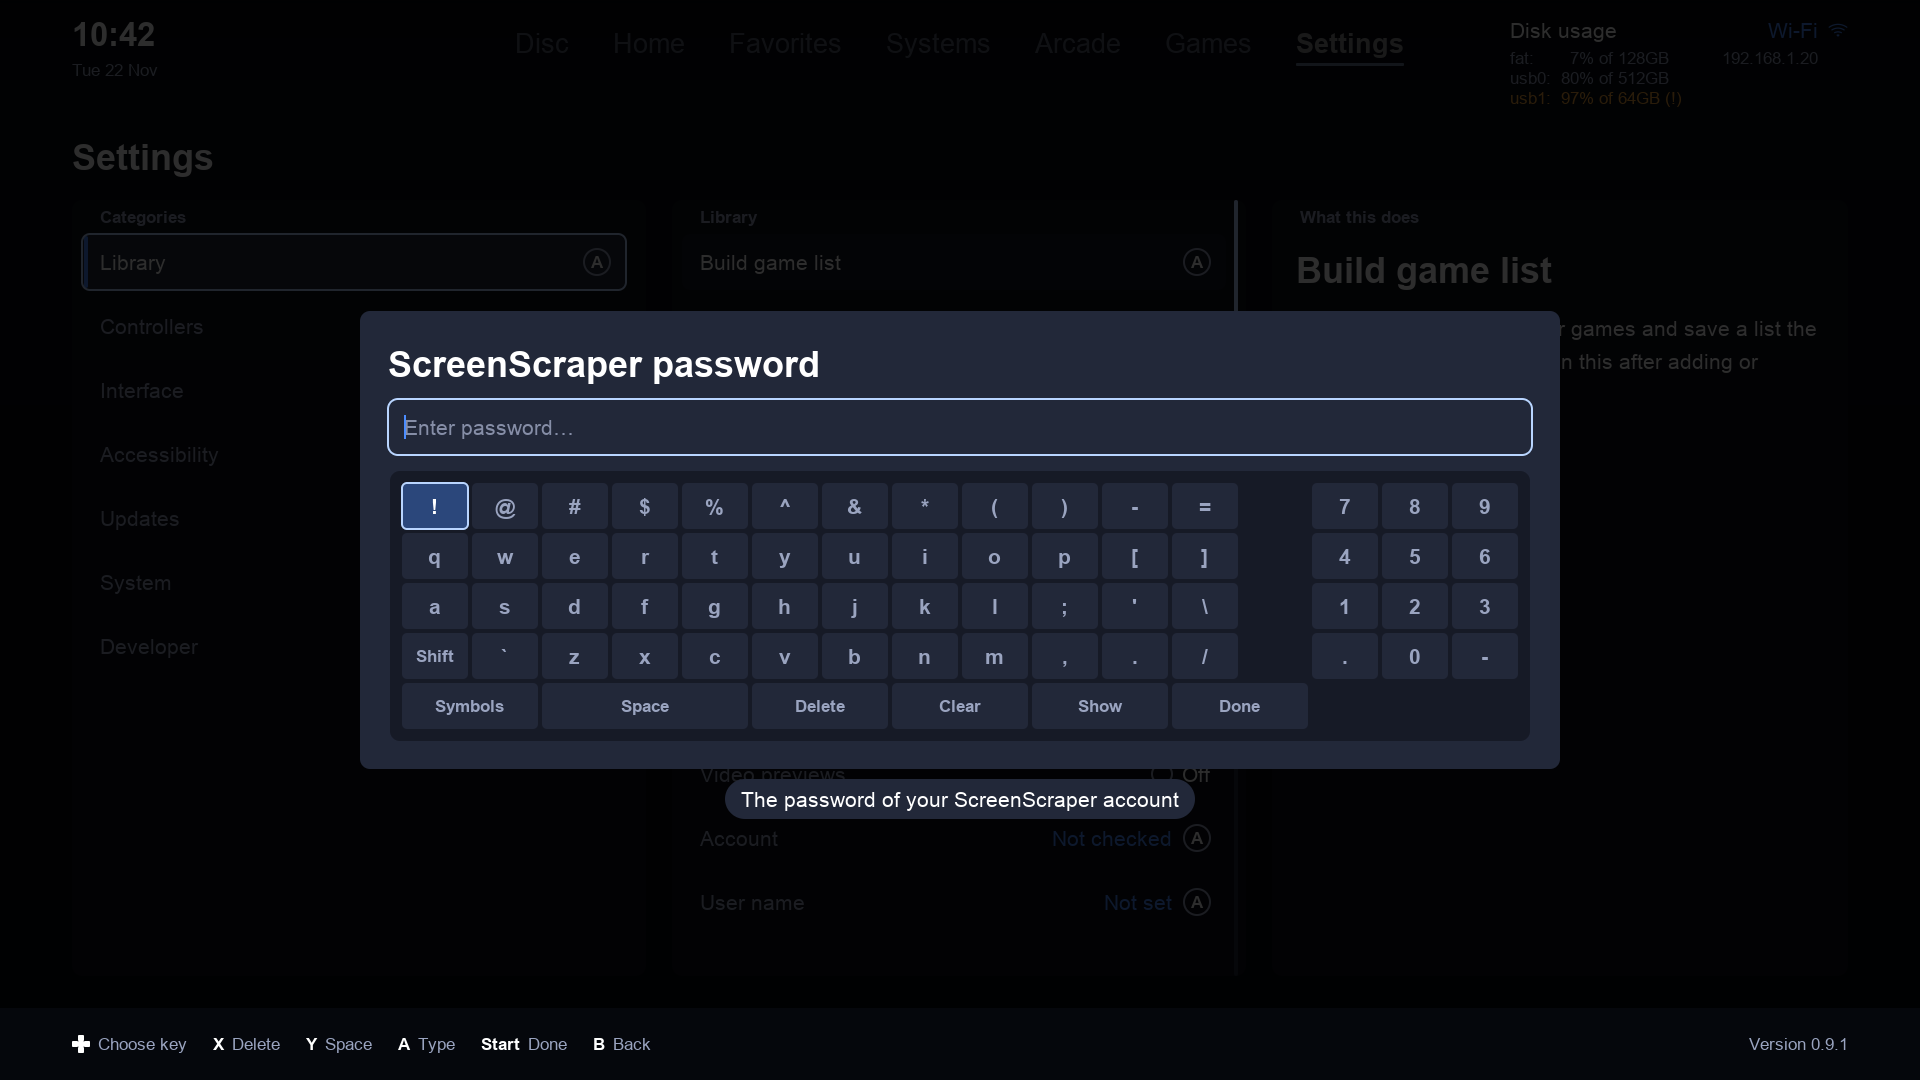 10:42
Tue 22 Nov
Disc Home Favorites Systems Arcade Games Settings
Disk usage
fat: 7% of 128GB
usb0: 80% of 512GB
usb1: 97% of 64GB (!)
Wi-Fi
192.168.1.20
Settings
Categories
Library A
Controllers
Interface
Accessibility
Updates
System
Developer
Library
Build game list A
What this does
Build game list
r games and save a list the
n this after adding or
ScreenScraper password
Enter password…
! @ # $ % ^ & * ( ) - = 7 8 9
q w e r t y u i o p [ ] 4 5 6
a s d f g h j k l ; ' \ 1 2 3
Shift ` z x c v b n m , . / . 0 -
Symbols Space Delete Clear Show Done
Video previews Off
The password of your ScreenScraper account
Account Not checked A
User name Not set A
Choose key X Delete Y Space A Type Start Done B Back
Version 0.9.1